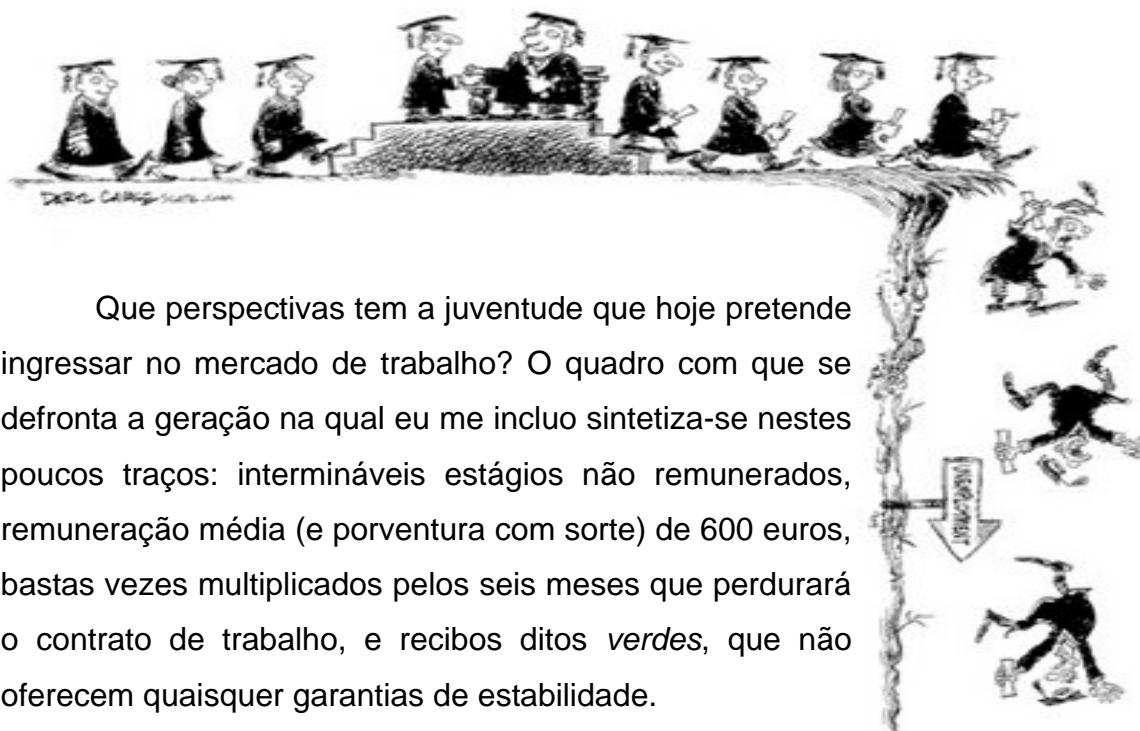 Que perspectivas tem a juventude que hoje pretende
ingressar no mercado de trabalho? O quadro com que se
defronta a geração na qual eu me incluo sintetiza-se nestes
poucos traços: intermináveis estágios não remunerados,
remuneração média (e porventura com sorte) de 600 euros,
bastas vezes multiplicados pelos seis meses que perdurará
o contrato de trabalho, e recibos ditos verdes, que não
oferecem quaisquer garantias de estabilidade.
UNEMPLOYMENT